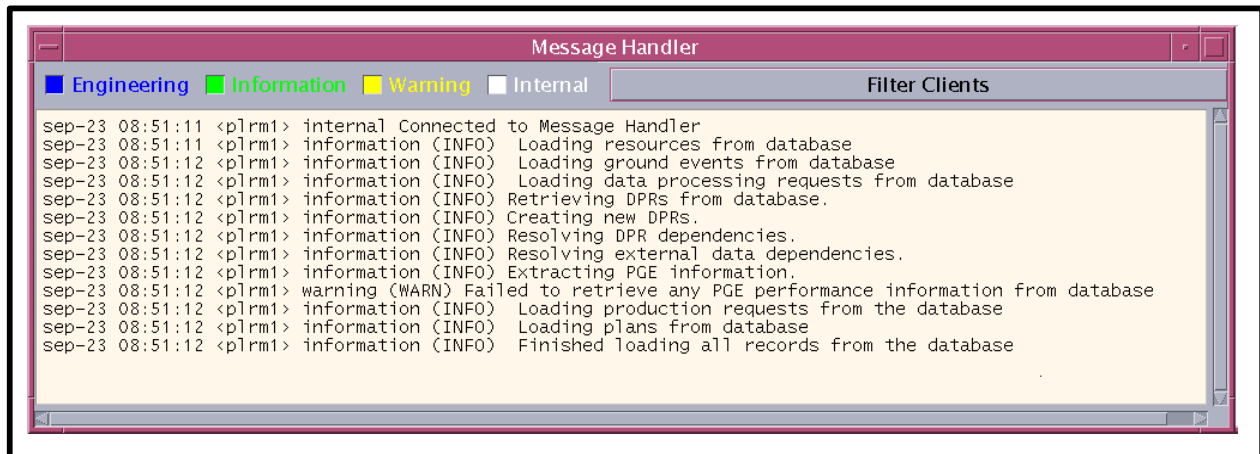 Message Handler
Engineering Information Warning Internal Filter Clients
sep-23 08:51:11 <plrm1> internal Connected to Message Handler
sep-23 08:51:11 <plrm1> information (INFO)  Loading resources from database
sep-23 08:51:12 <plrm1> information (INFO)  Loading ground events from database
sep-23 08:51:12 <plrm1> information (INFO)  Loading data processing requests from database
sep-23 08:51:12 <plrm1> information (INFO) Retrieving DPRs from database.
sep-23 08:51:12 <plrm1> information (INFO) Creating new DPRs.
sep-23 08:51:12 <plrm1> information (INFO) Resolving DPR dependencies.
sep-23 08:51:12 <plrm1> information (INFO) Resolving external data dependencies.
sep-23 08:51:12 <plrm1> information (INFO) Extracting PGE information.
sep-23 08:51:12 <plrm1> warning (WARN) Failed to retrieve any PGE performance information from database
sep-23 08:51:12 <plrm1> information (INFO)  Loading production requests from the database
sep-23 08:51:12 <plrm1> information (INFO)  Loading plans from database
sep-23 08:51:12 <plrm1> information (INFO)  Finished loading all records from the database